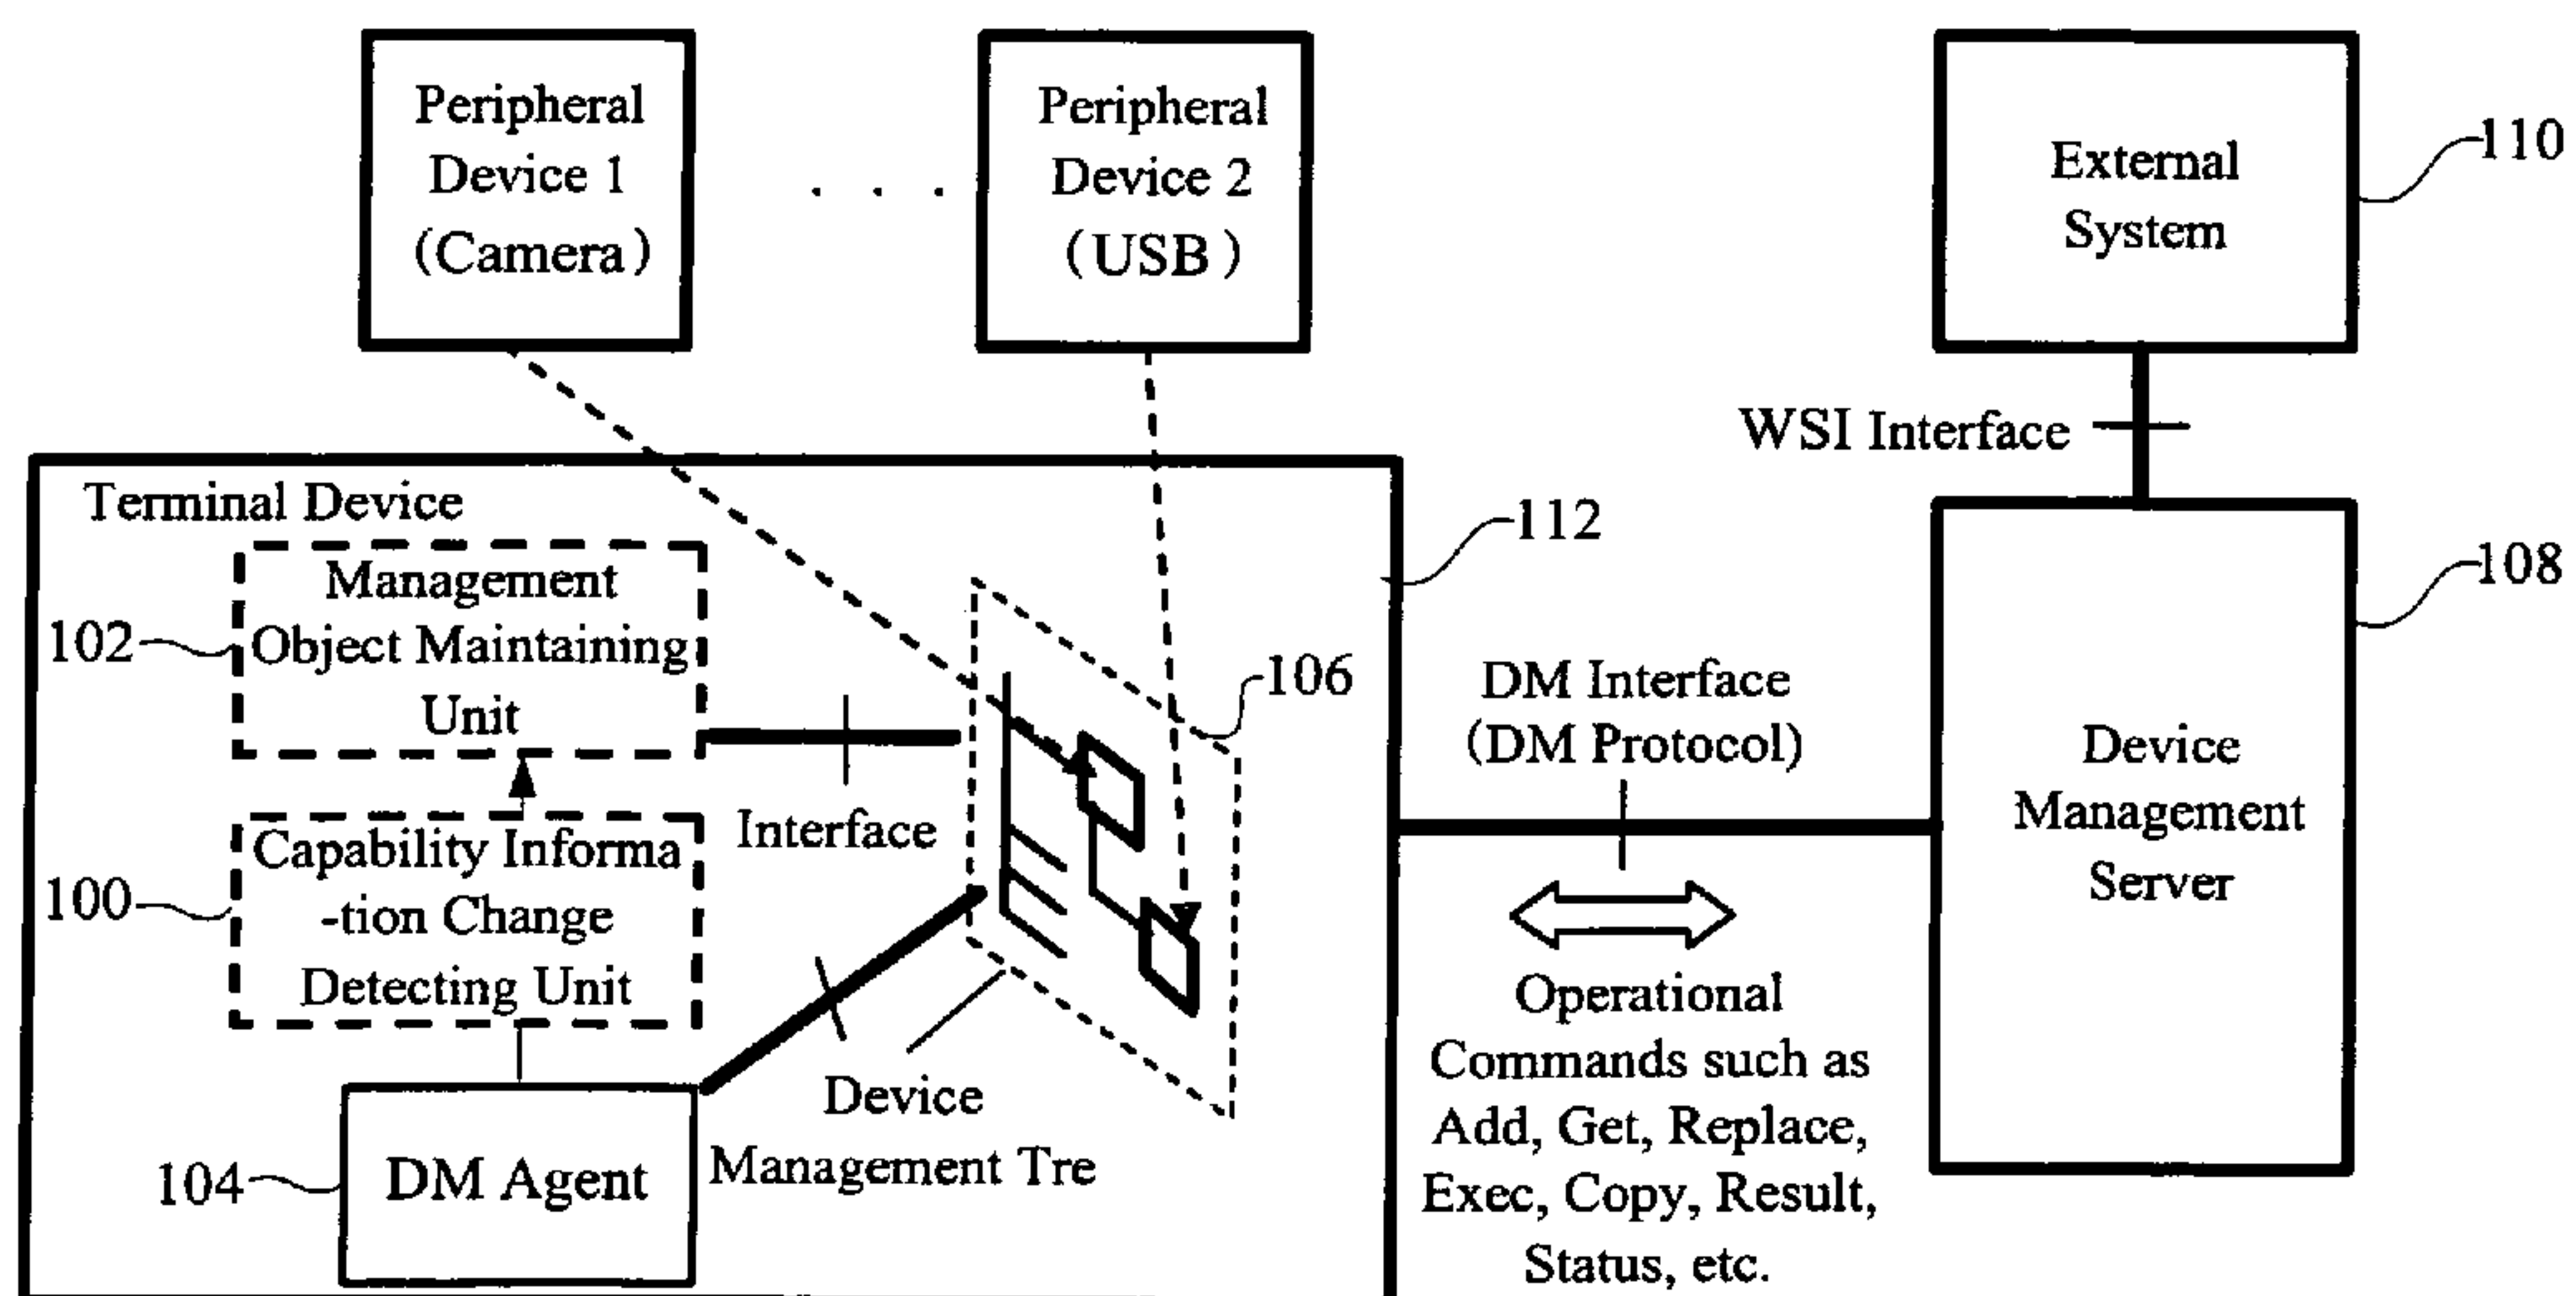 Peripheral
Device 1
(Camera)
. . .
Peripheral
Device 2
(USB)
External
System
110
WSI Interface
Terminal Device
112
Management
Object Maintaining
Unit
102
Capability Informa
-tion Change
Detecting Unit
100
Interface
106
DM Agent
104
Device
Management Tre
DM Interface
(DM Protocol)
Operational
Commands such as
Add, Get, Replace,
Exec, Copy, Result,
Status, etc.
Device
Management
Server
108